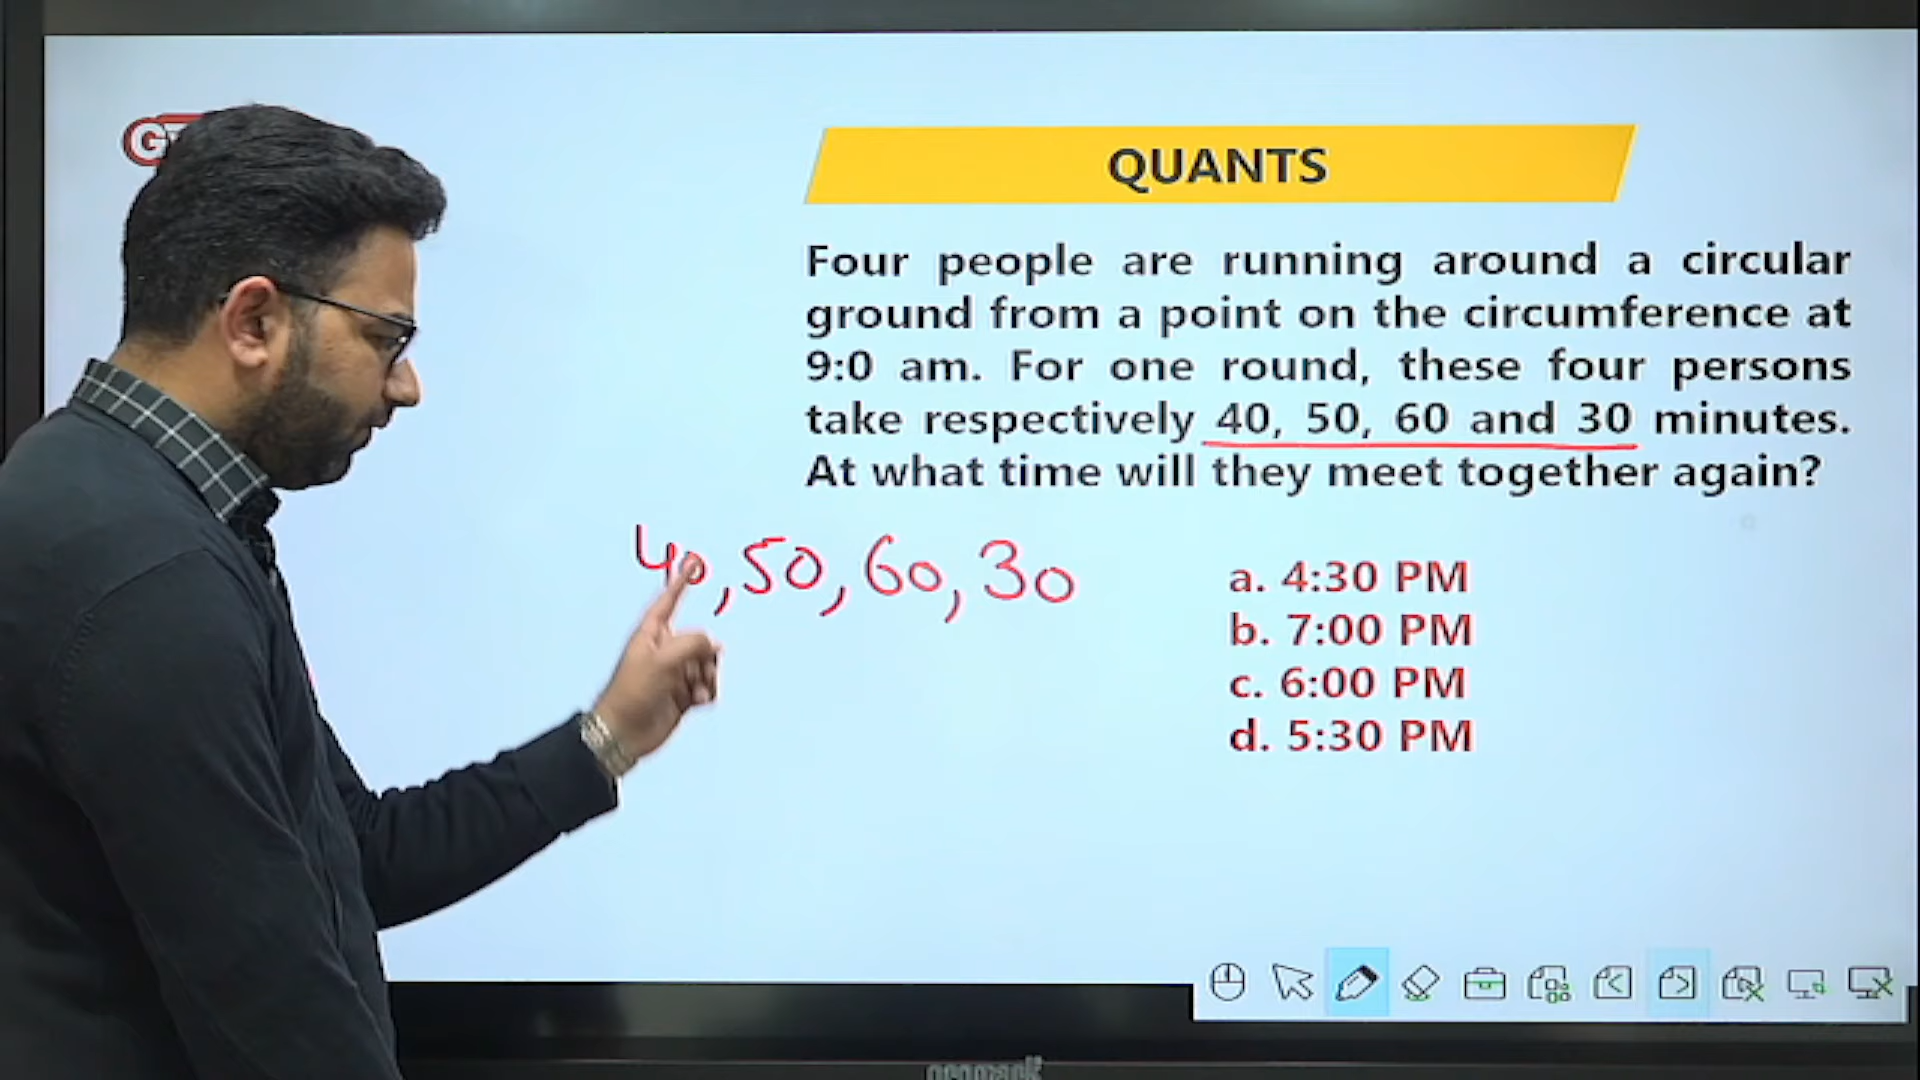 QUANTS
Four people are running around a circular
ground from a point on the circumference at
9:0 am. For one round, these four persons
take respectively 40, 50, 60 and 30 minutes.
At what time will they meet together again?
40, 50, 60, 30
a. 4:30 PM
b. 7:00 PM
c. 6:00 PM
d. 5:30 PM